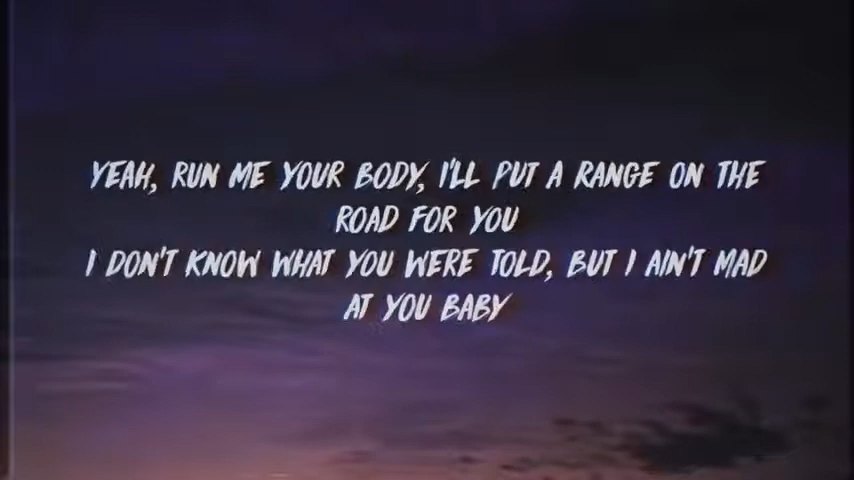 YEAH, RUN ME YOUR BODY, I'LL PUT A RANGE ON THE
ROAD FOR YOU
I DON'T KNOW WHAT YOU WERE TOLD, BUT I AIN'T MAD
AT YOU BABY